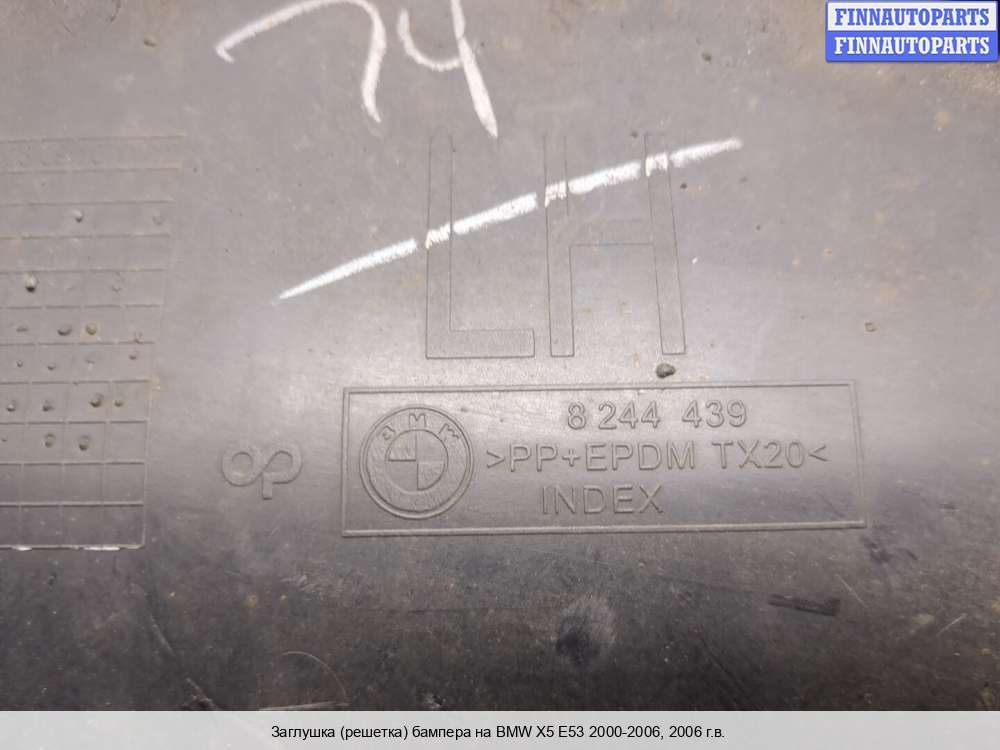 FINNAUTOPARTS
FINNAUTOPARTS
74
LH
8 244 439
BMW
>PP+EPDM TX20<
INDEX
Заглушка (решетка) бампера на BMW X5 E53 2000-2006, 2006 г.в.